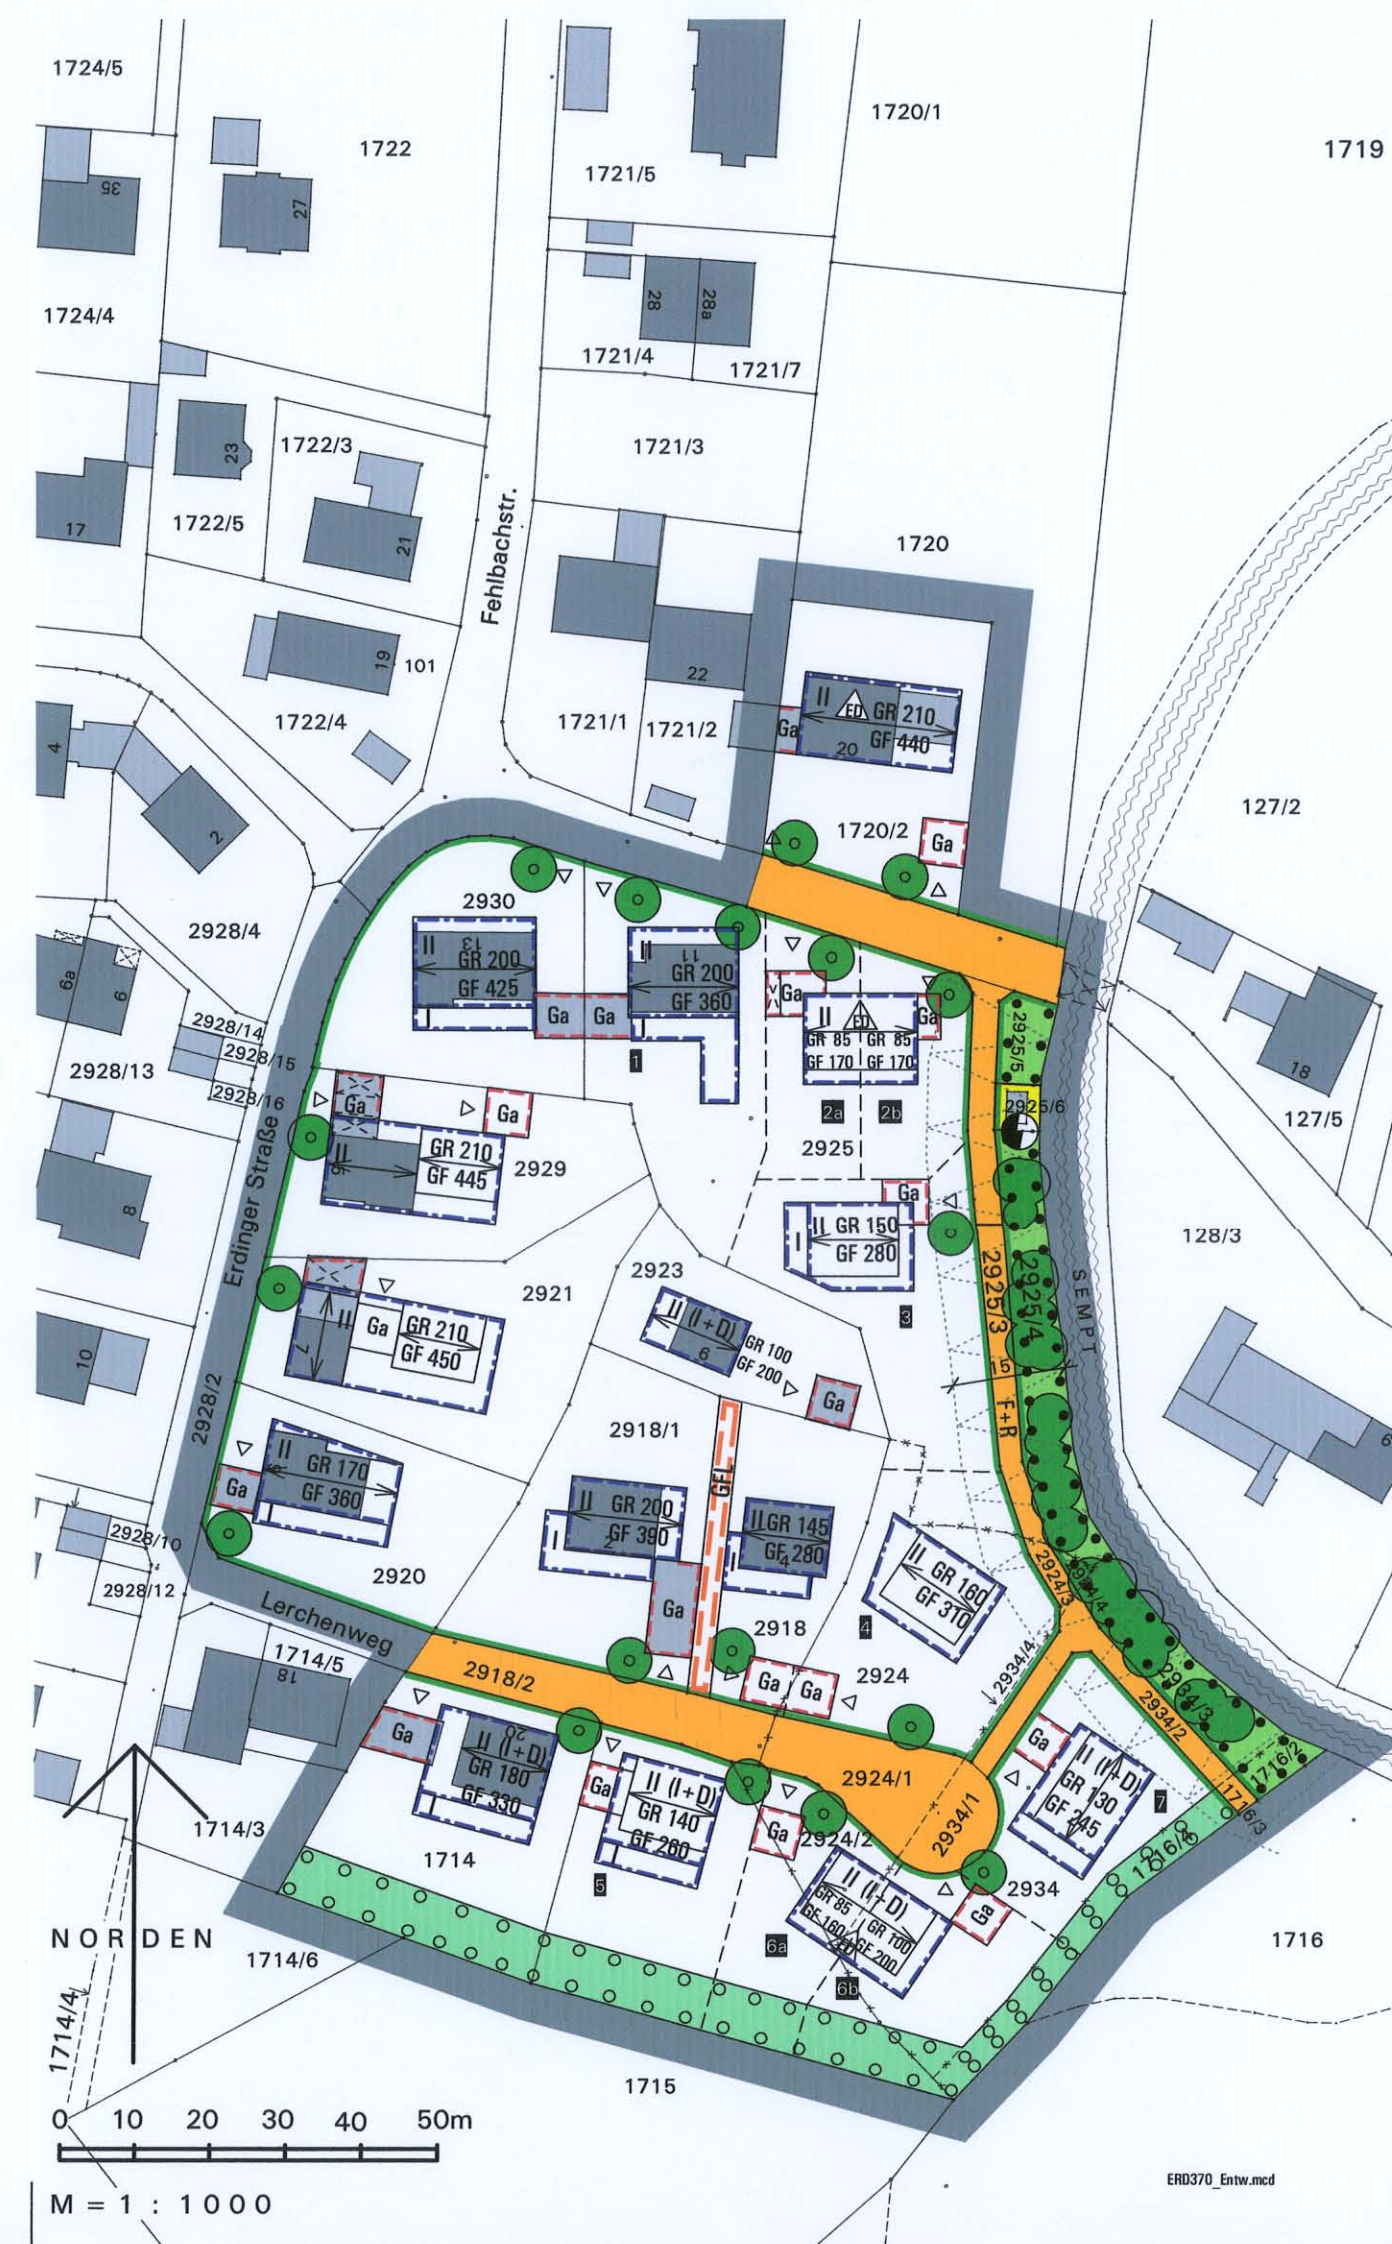 1724/5
1722
1720/1
1719
35
27
1721/5
28
28a
1724/4
1721/4
1721/7
23
1722/3
1721/3
17
1722/5
21
Fehlbachstr.
1720
19
101
22
1722/4
1721/1
1721/2
4
2
II
ED
GR 210
Ga
20
GF 440
127/2
1720/2
Ga
2930
2928/4
II
13
GR 200
GF 425
I
II
11
GR 200
GF 360
I
Ga
Ga
1
6a
6
2928/14
2928/15
2928/16
2928/13
Ga
Ga
II
ED
GR 85
GR 85
GF 170
GF 170
2a
2b
2925
2925/5
2925/6
18
127/5
Ga
Ga
II
GR 210
GF 445
2929
8
Erdinger Straße
Ga
II
GR 150
I
GF 280
3
128/3
2925/3
2925/4
SEMPT
2921
2923
II (I+D)
6
GR 100
GF 200
Ga
II
7
Ga
GR 210
GF 450
10
15
F+R
2928/2
2918/1
GFL
II
GR 170
GF 360
Ga
II
GR 200
GF 390
I
2
II
GR 145
GF 280
4
I
6
2928/10
2928/12
2920
Ga
2918
II
GR 160
GF 310
4
2924
2924/3
2924/4
2934/4
Lerchenweg
1714/5
18
2918/2
Ga
Ga
2934/3
2934/2
1716/2
1716/3
1716/4
Ga
20
II (I+D)
GR 180
GF 330
I
Ga
II (I+D)
GR 140
GF 260
I
5
2924/1
2934/1
Ga
2924/2
Ga
II (I+D)
GR 130
GF 245
7
1714/3
1714
II (I+D)
GR 85
GF 160
GR 100
GF 200
ED
Ga
2934
6a
6b
1716
NORDEN
1714/6
1714/4
1715
0 10 20 30 40 50m
ERD370_Entw.mcd
M = 1 : 1000